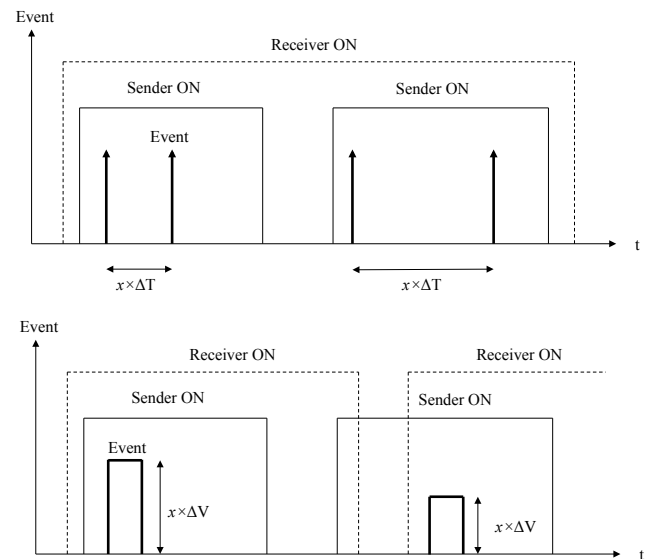 Event
Receiver ON
Sender ON
Sender ON
Event
t
x×ΔT
x×ΔT
Event
Receiver ON
Receiver ON
Sender ON
Sender ON
Event
x×ΔV
x×ΔV
t